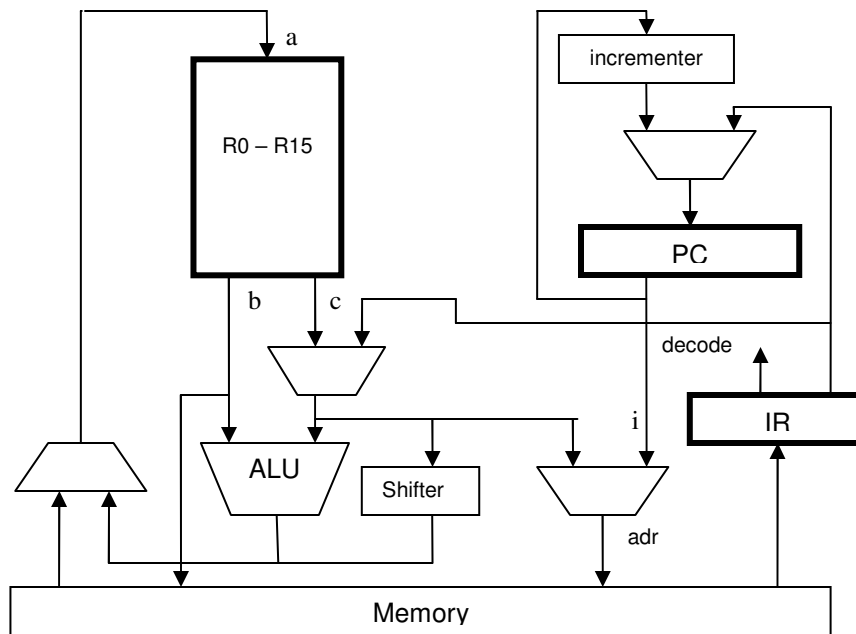 a
incrementer
R0 – R15
PC
b
c
decode
i
IR
ALU
Shifter
adr
Memory